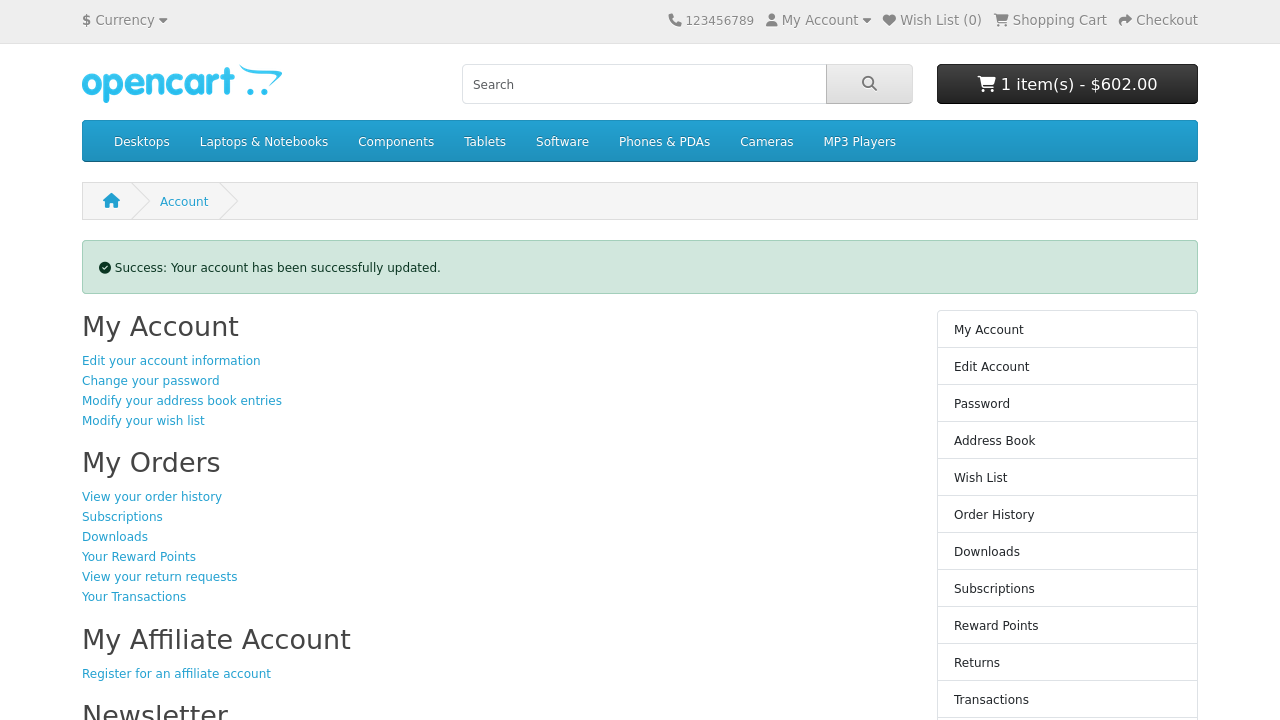 $ Currency
123456789 My Account Wish List (0) Shopping Cart Checkout
opencart
Search
1 item(s) - $602.00
Desktops Laptops & Notebooks Components Tablets Software Phones & PDAs Cameras MP3 Players
Account
Success: Your account has been successfully updated.
My Account
Edit your account information
Change your password
Modify your address book entries
Modify your wish list
My Orders
View your order history
Subscriptions
Downloads
Your Reward Points
View your return requests
Your Transactions
My Affiliate Account
Register for an affiliate account
Newsletter
My Account
Edit Account
Password
Address Book
Wish List
Order History
Downloads
Subscriptions
Reward Points
Returns
Transactions